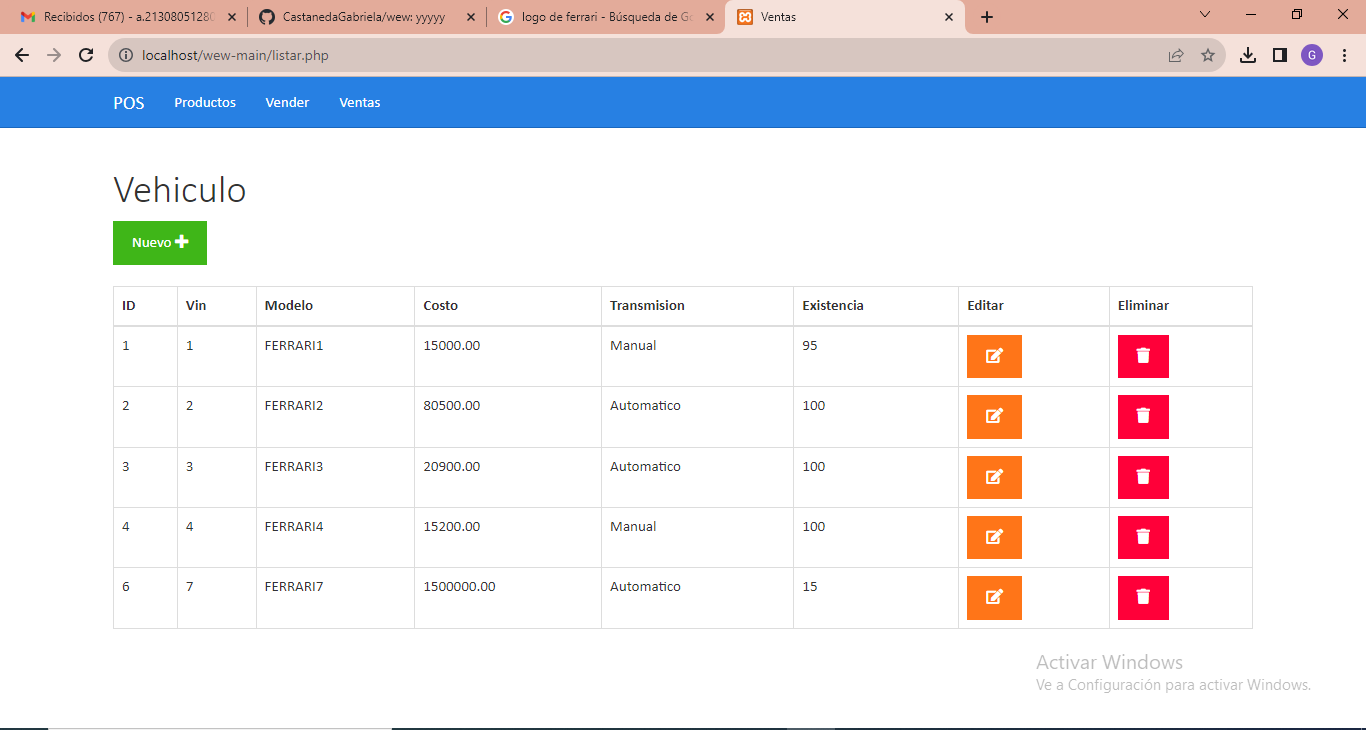 Recibidos (767) - a.21308051280
CastanedaGabriela/wew: yyyyy
logo de ferrari - Búsqueda de Go
Ventas
localhost/wew-main/listar.php
G
POS Productos Vender Ventas
Vehiculo
Nuevo
ID Vin Modelo Costo Transmision Existencia Editar Eliminar
1 1 FERRARI1 15000.00 Manual 95
2 2 FERRARI2 80500.00 Automatico 100
3 3 FERRARI3 20900.00 Automatico 100
4 4 FERRARI4 15200.00 Manual 100
6 7 FERRARI7 1500000.00 Automatico 15
Activar Windows
Ve a Configuración para activar Windows.